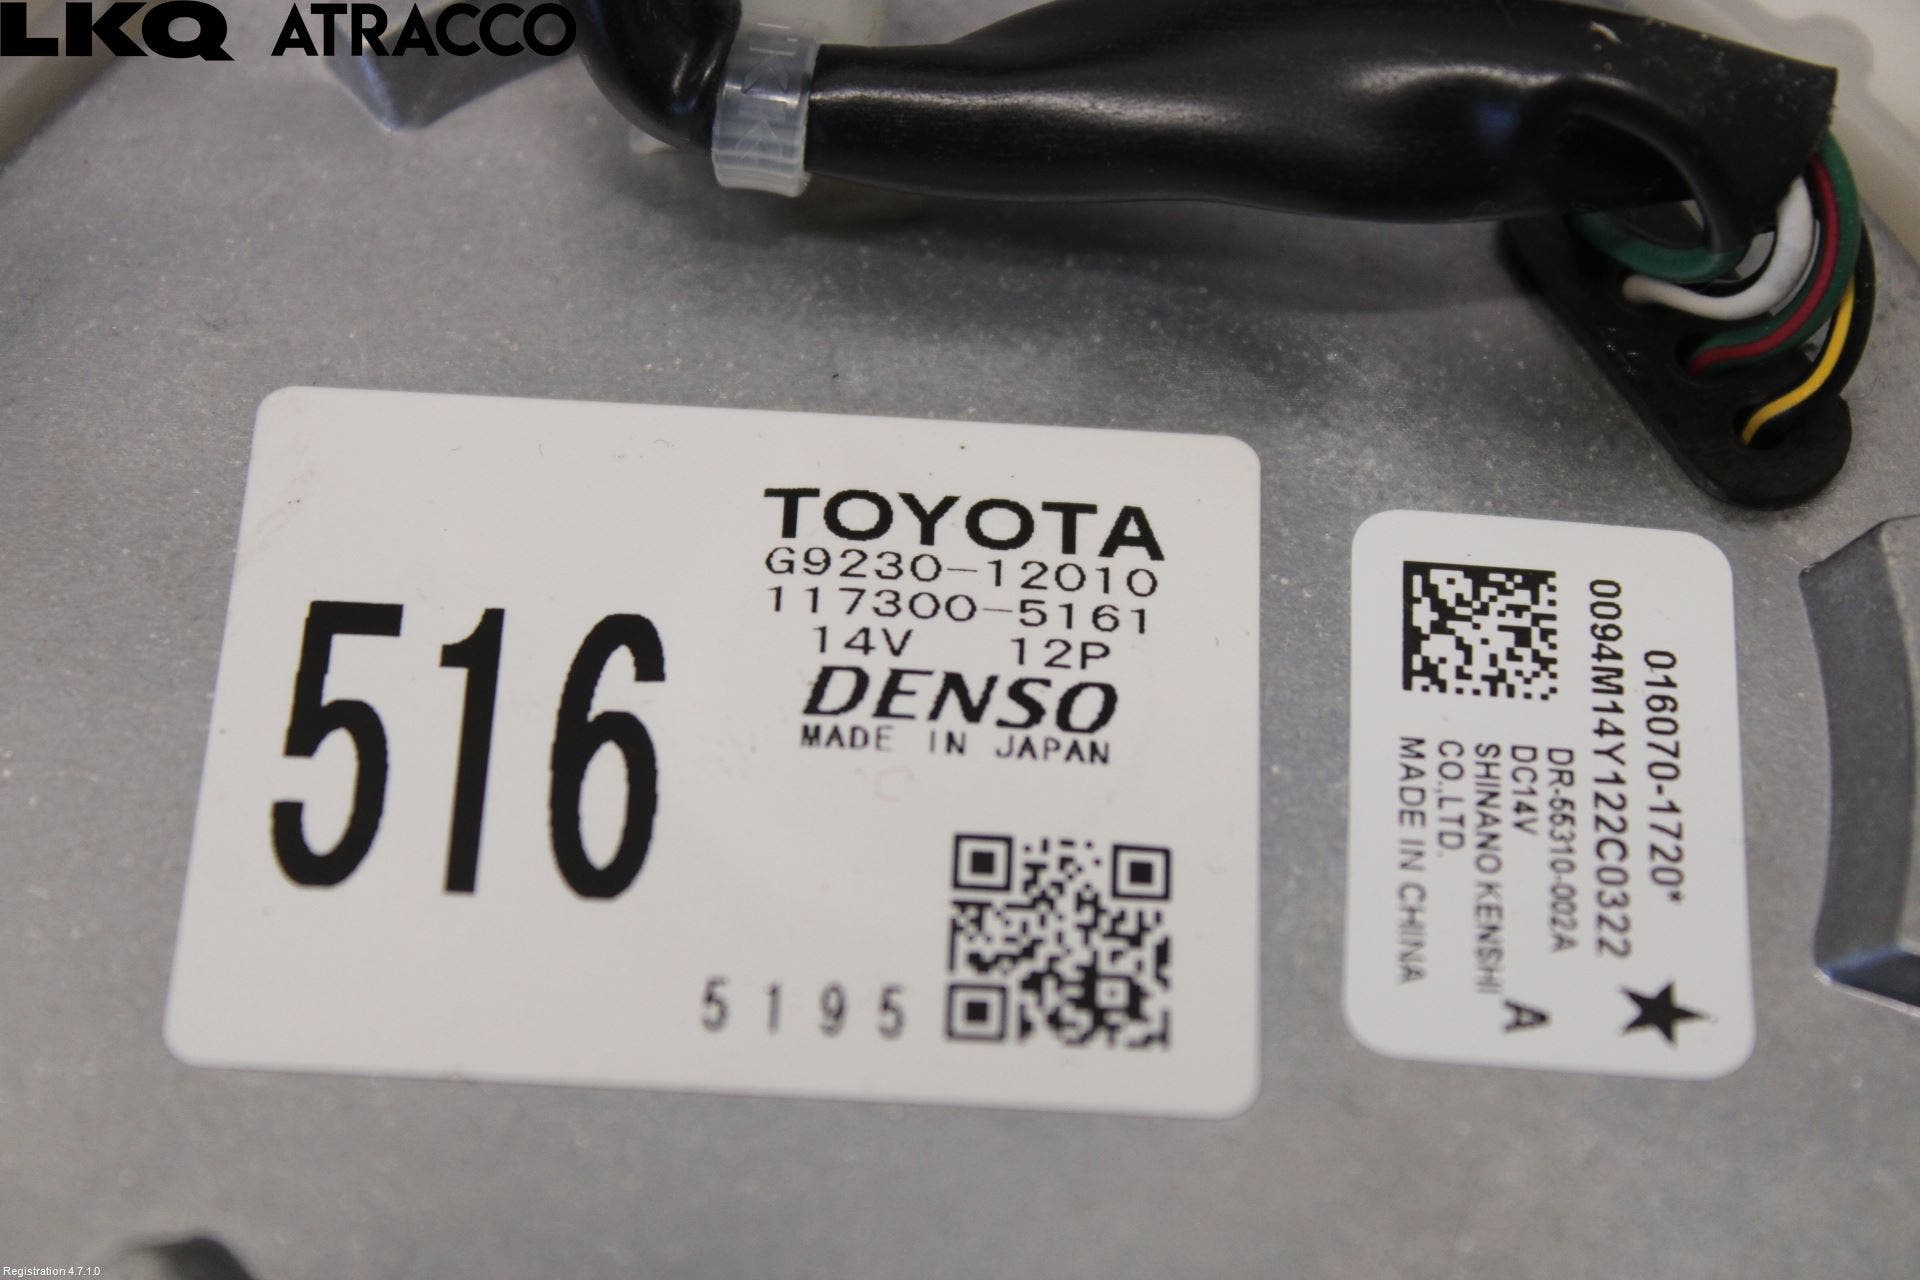 LKQ ATRACCO
516
TOYOTA
G9230-12010
117300-5161
14V 12P
DENSO
MADE IN JAPAN
5195
016070-1720*
0094M14Y122C0322
DR-55310-002A
DC14V
SHINANO KENSHI
CO.,LTD.
MADE IN CHINA
A
Registration 4.7.1.0